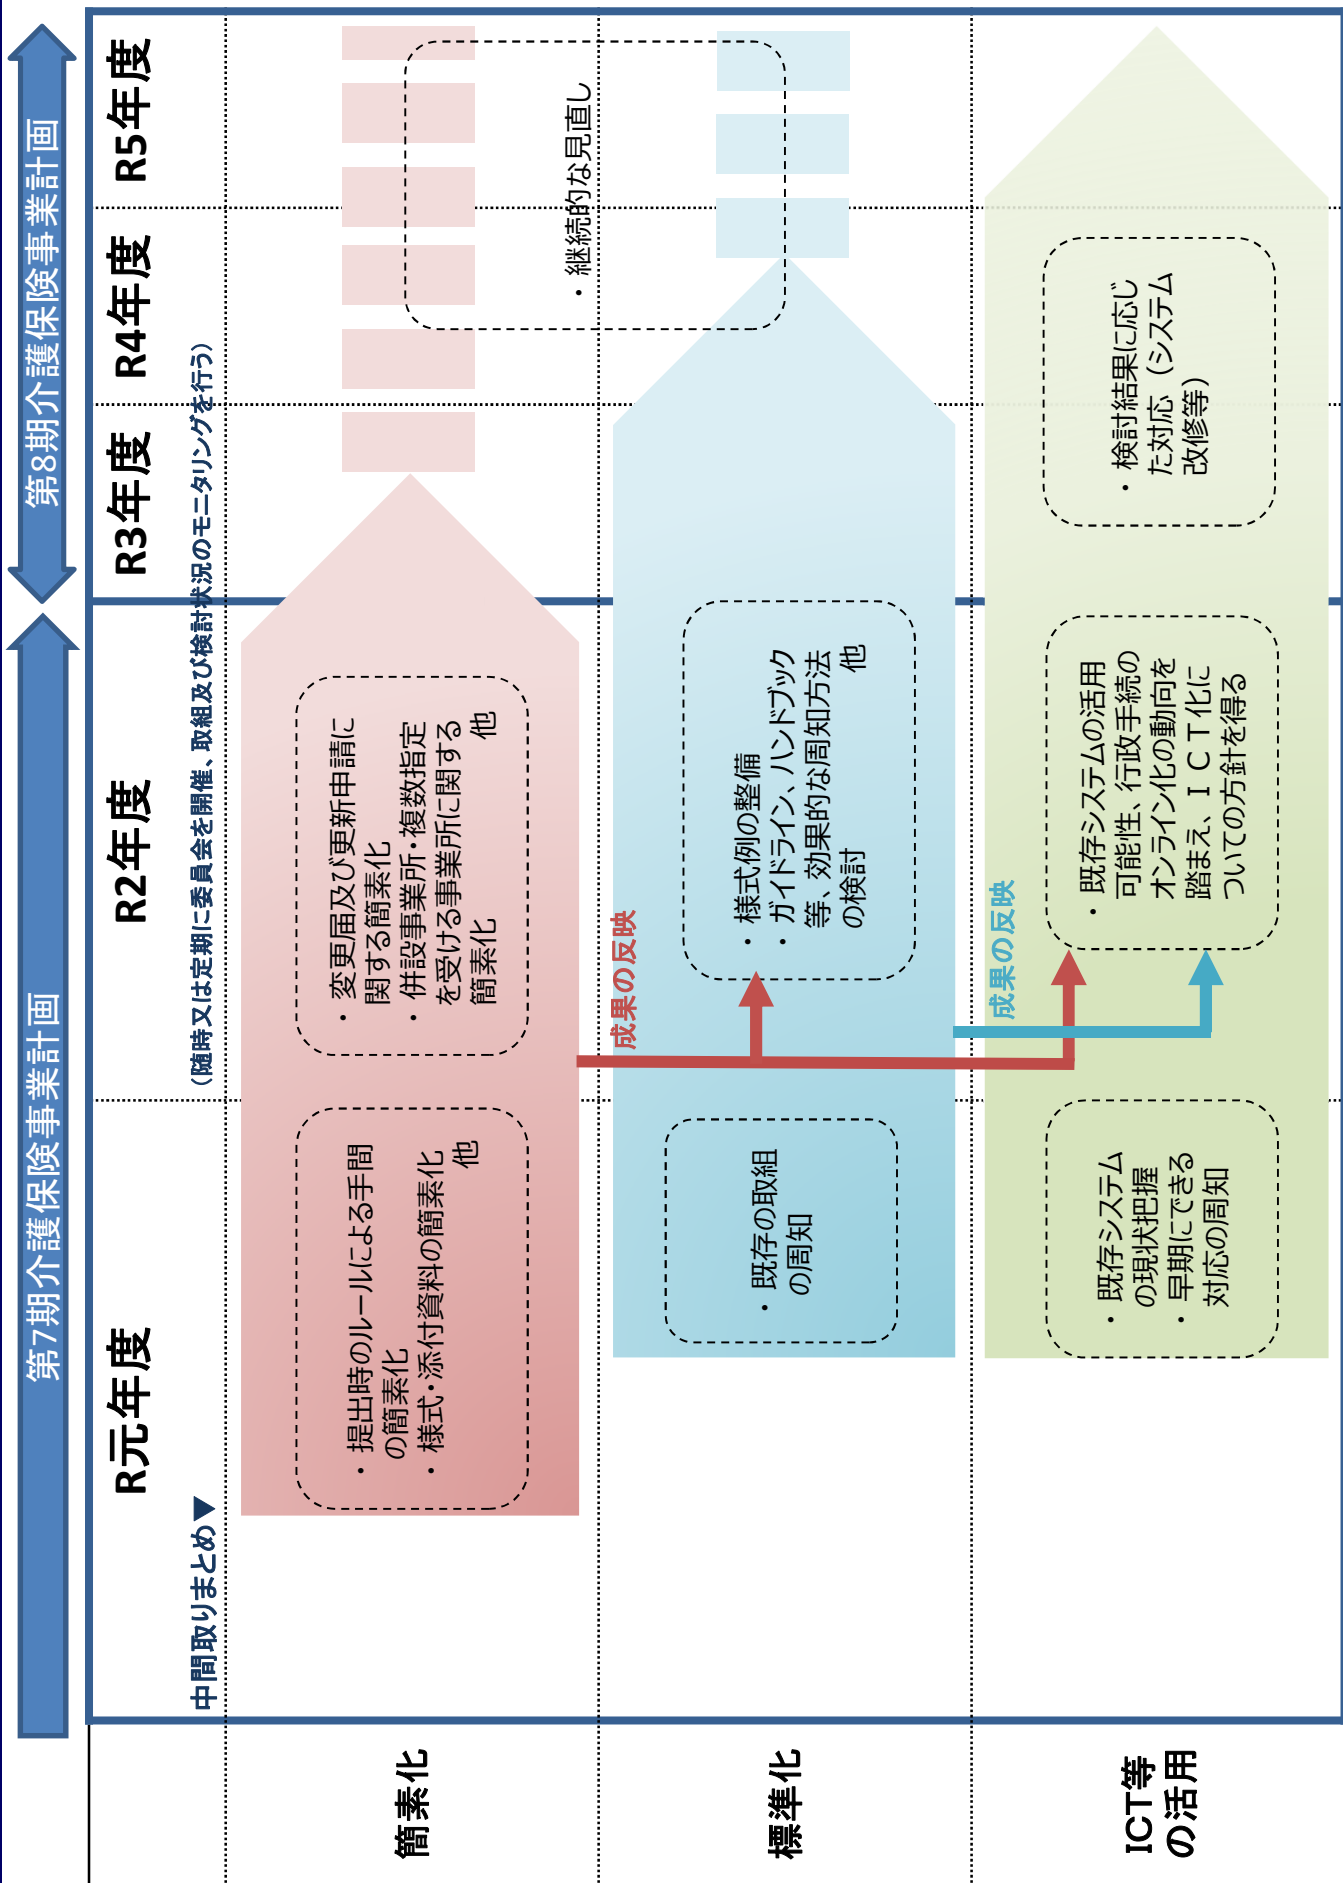 第7期介護保険事業計画
第8期介護保険事業計画
R元年度
R2年度
R3年度
R4年度
R5年度
中間取りまとめ▼
（随時又は定期に委員会を開催、取組及び検討状況のモニタリングを行う）
簡素化
・提出時のルールによる手間
の簡素化
・様式・添付資料の簡素化
他
・変更届及び更新申請に
関する簡素化
・併設事業所・複数指定
を受ける事業所に関する
簡素化 他
・継続的な見直し
成果の反映
標準化
・既存の取組
の周知
・様式例の整備
・ガイドライン、ハンドブック
等、効果的な周知方法
の検討 他
成果の反映
ICT等
の活用
・既存システム
の現状把握
・早期にできる
対応の周知
・既存システムの活用
可能性、行政手続の
オンライン化の動向を
踏まえ、ＩＣＴ化に
ついての方針を得る
・検討結果に応じ
た対応（システム
改修等）